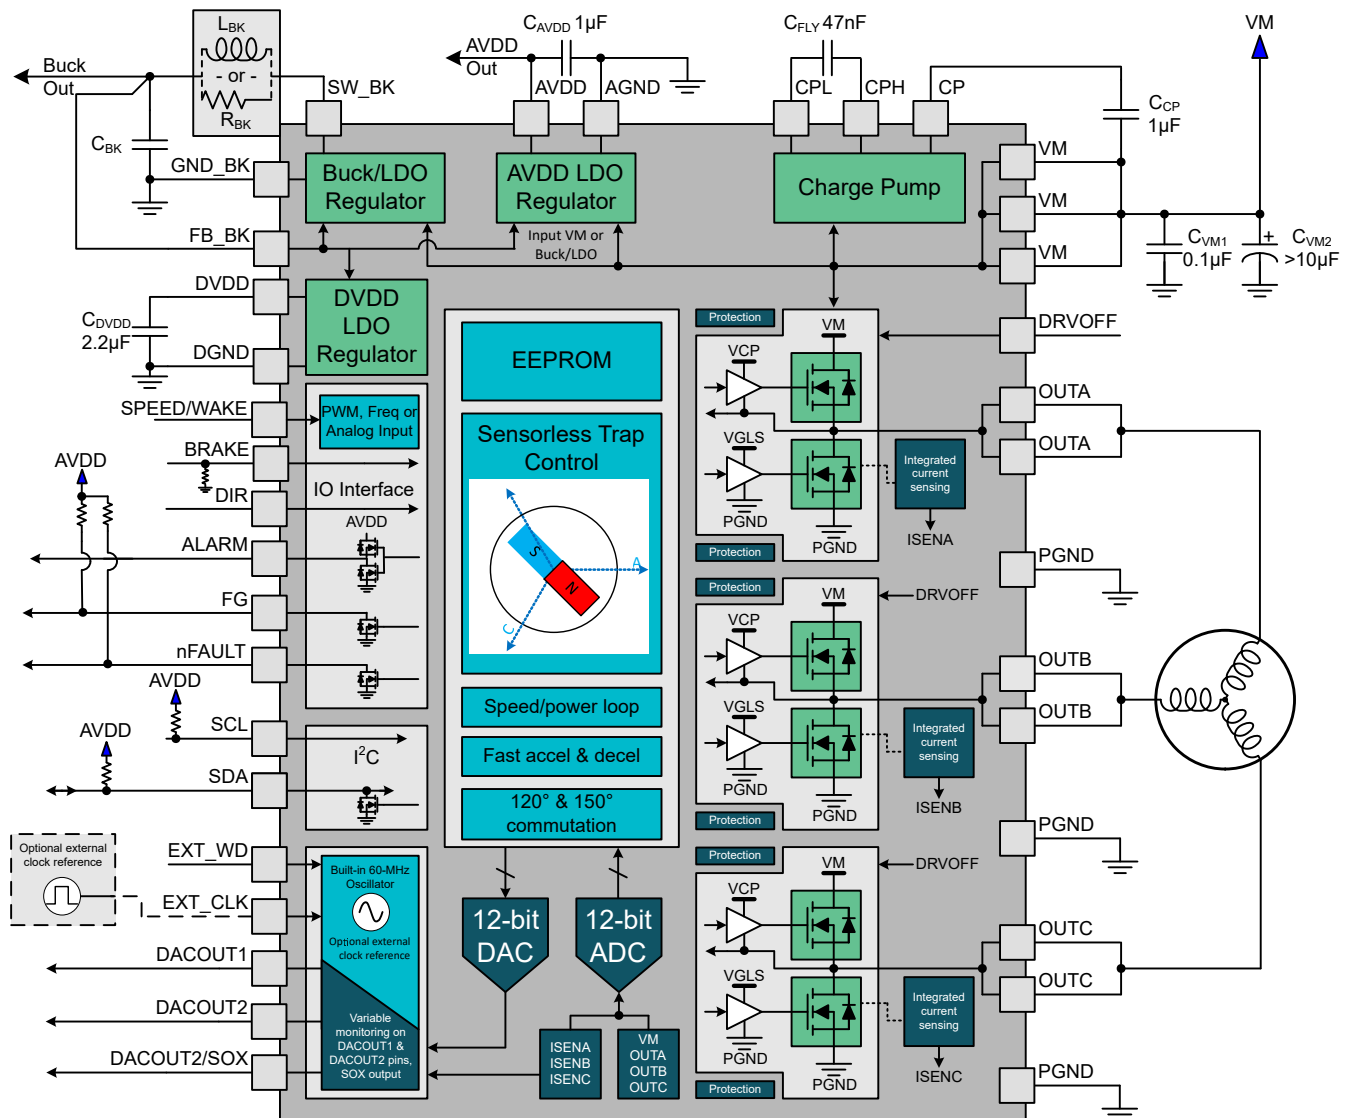 LBK
- or -
RBK
Buck
Out
CBK
SW_BK
GND_BK
FB_BK
AVDD
Out
CAVDD 1µF
AVDD
AGND
CFLY 47nF
CPL
CPH
CP
CCP
1µF
VM
VM
VM
VM
CVM1
0.1µF
+
CVM2
>10µF
Buck/LDO
Regulator
AVDD LDO
Regulator
Charge Pump
Input VM or
Buck/LDO
DVDD
CDVDD
2.2µF
DGND
DVDD
LDO
Regulator
SPEED/WAKE
PWM, Freq or
Analog Input
BRAKE
AVDD
DIR
IO Interface
AVDD
ALARM
FG
nFAULT
AVDD
SCL
AVDD
I2C
SDA
EEPROM
Sensorless Trap
Control
S
N
A
C
Speed/power loop
Fast accel & decel
120° & 150°
commutation
Optional external
clock reference
EXT_WD
EXT_CLK
DACOUT1
DACOUT2
DACOUT2/SOX
Built-in 60-MHz
Oscillator
Optional external
clock reference
Variable
monitoring on
DACOUT1 &
DACOUT2 pins,
SOX output
12-bit
DAC
12-bit
ADC
ISENA
ISENB
ISENC
VM
OUTA
OUTB
OUTC
Protection
VM
DRVOFF
VCP
VGLS
PGND
PGND
Integrated
current
sensing
ISENA
OUTA
OUTA
PGND
Protection
Protection
VM
DRVOFF
VCP
VGLS
PGND
PGND
Integrated
current
sensing
ISENB
OUTB
OUTB
PGND
Protection
Protection
VM
DRVOFF
VCP
VGLS
PGND
PGND
Integrated
current
sensing
ISENC
OUTC
OUTC
PGND
Protection